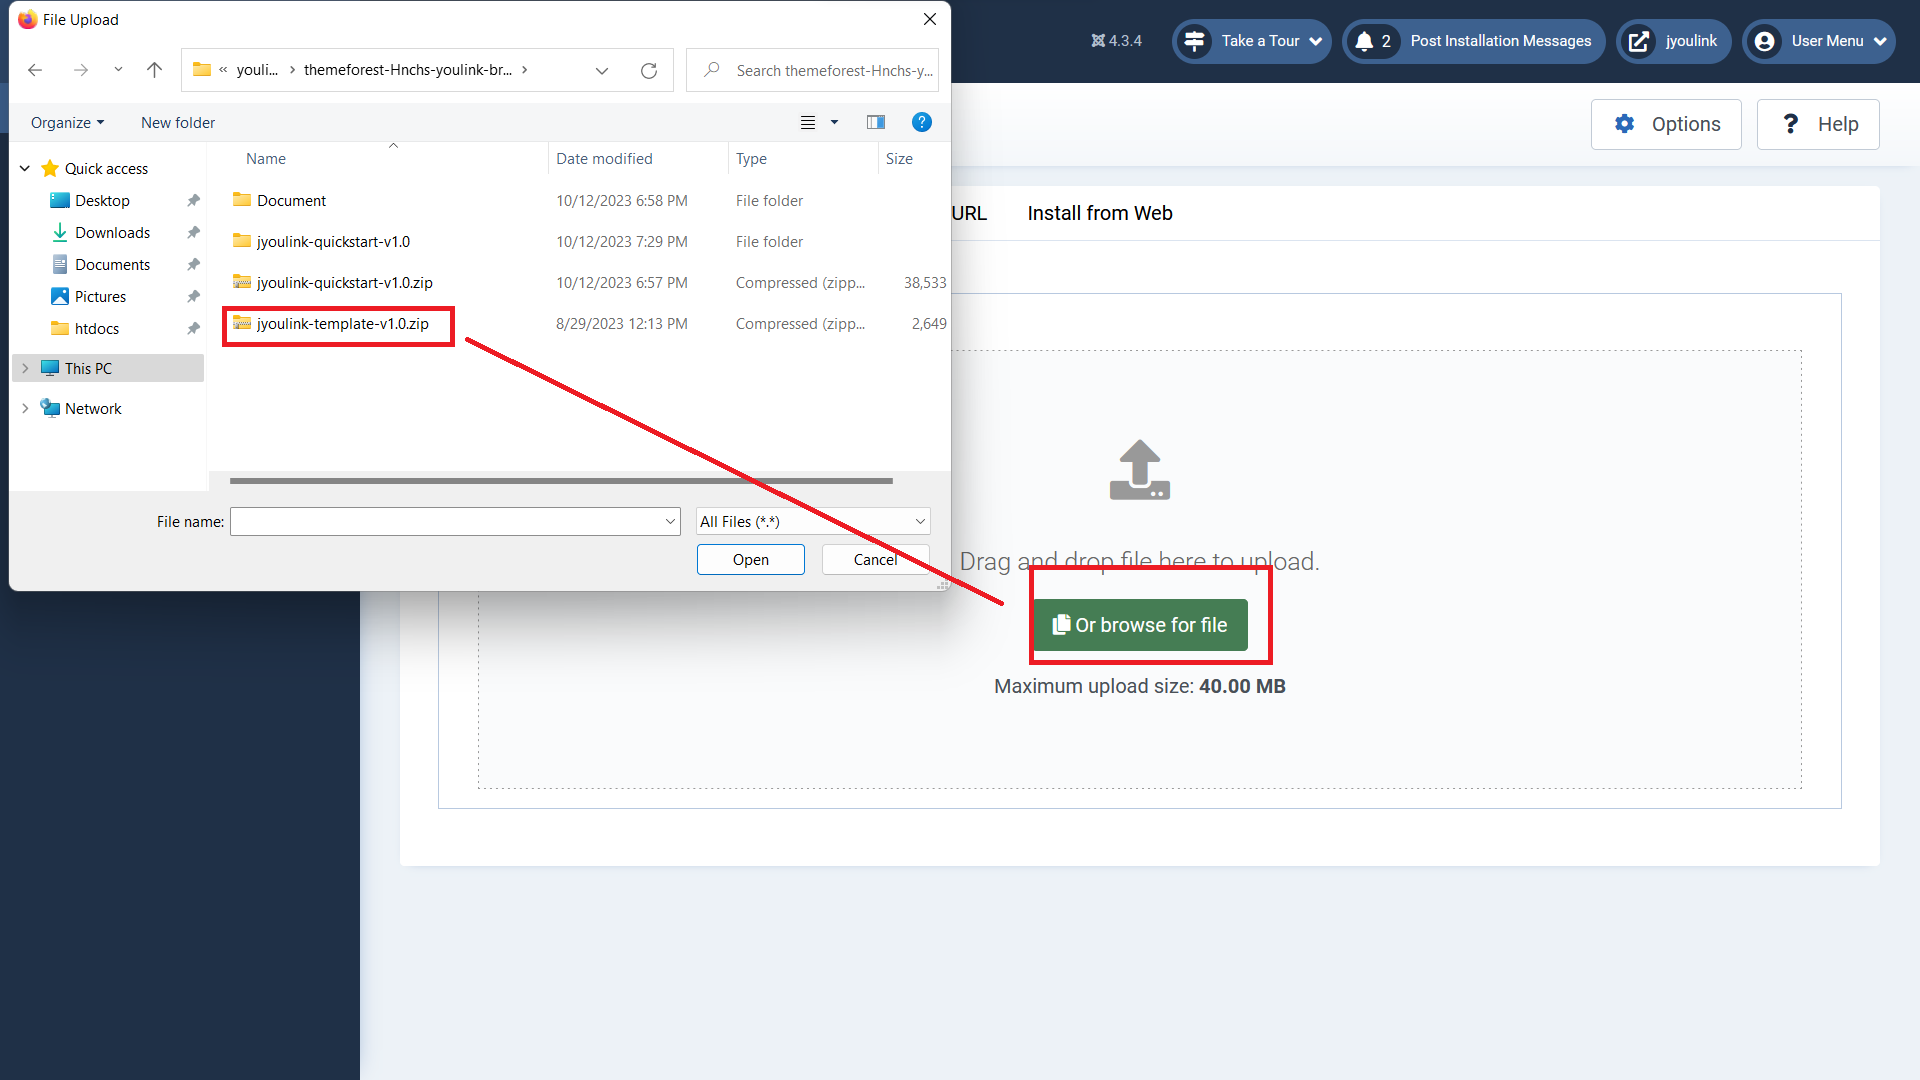 File Upload
4.3.4
Take a Tour
2 Post Installation Messages
jyoulink
User Menu
« youli... > themeforest-Hnchs-youlink-br... >
Search themeforest-Hnchs-y...
Organize
New folder
Options
Help
Name Date modified Type Size
Quick access
Desktop
Downloads
Documents
Pictures
htdocs
This PC
Network
Document 10/12/2023 6:58 PM File folder
jyoulink-quickstart-v1.0 10/12/2023 7:29 PM File folder
jyoulink-quickstart-v1.0.zip 10/12/2023 6:57 PM Compressed (zipp... 38,533
jyoulink-template-v1.0.zip 8/29/2023 12:13 PM Compressed (zipp... 2,649
File name:
All Files (*.*)
Open Cancel
URL
Install from Web
Drag and drop file here to upload.
Or browse for file
Maximum upload size: 40.00 MB